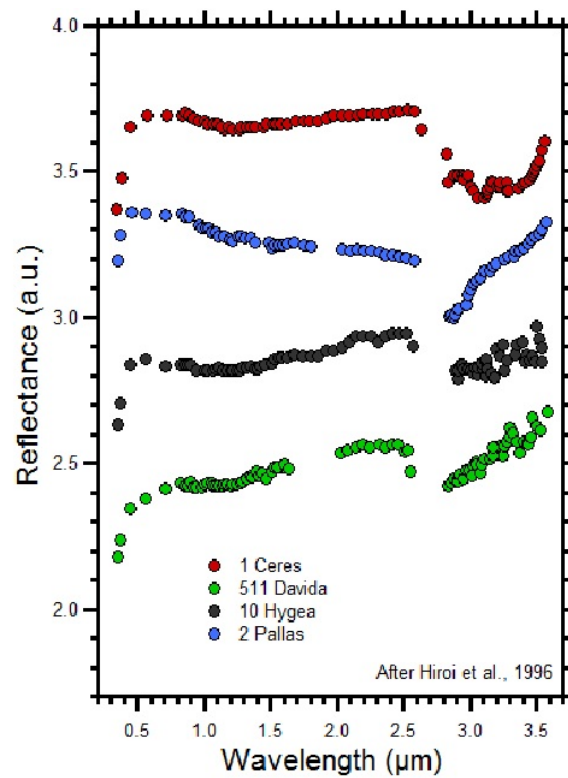 4.0
3.5
3.0
2.5
2.0
Reflectance (a.u.)
1 Ceres
511 Davida
10 Hygea
2 Pallas
After Hiroi et al., 1996
0.5 1.0 1.5 2.0 2.5 3.0 3.5
Wavelength (µm)